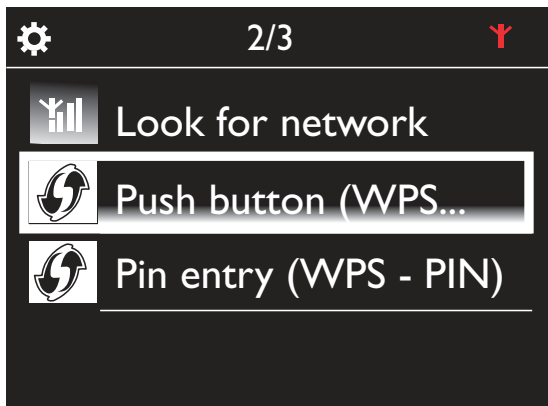 2/3
Look for network
Push button (WPS...
Pin entry (WPS - PIN)